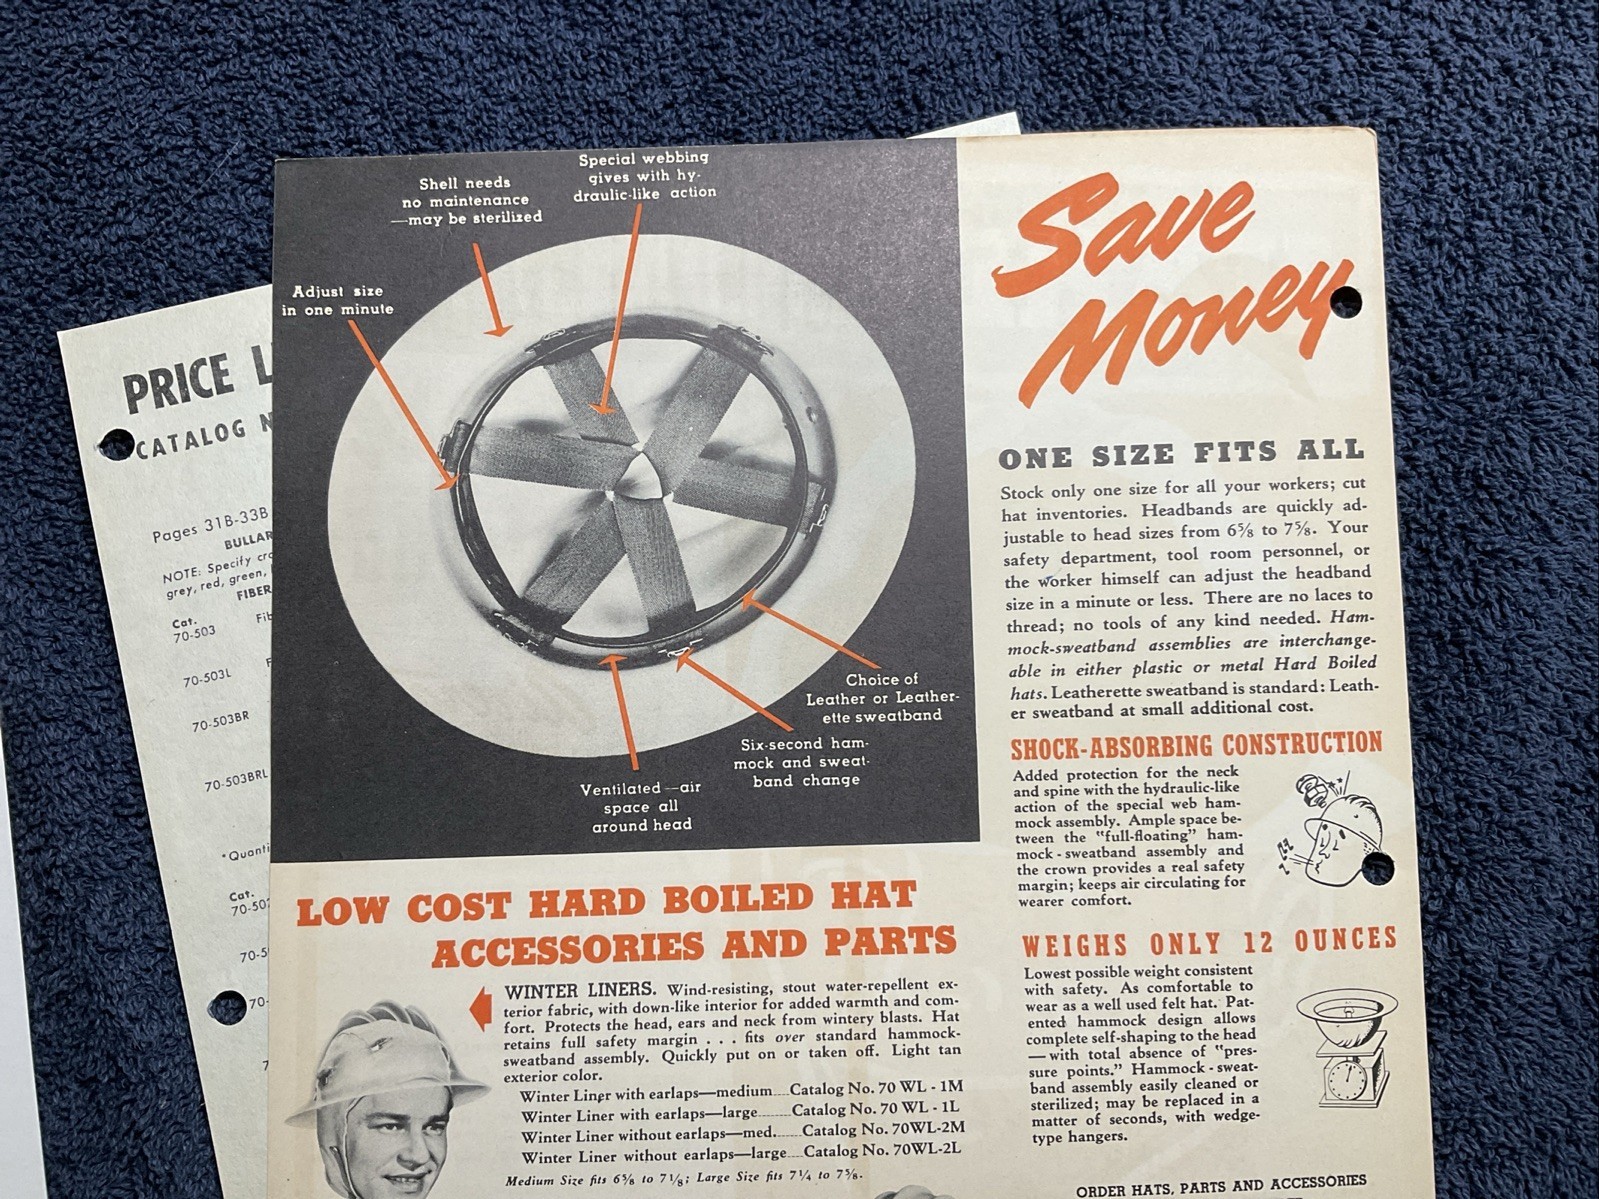 Special webbing
gives with hy-
draulic-like action
Shell needs
no maintenance
—may be sterilized
Adjust size
in one minute
Choice of
Leather or Leather-
ette sweatband
Six-second ham-
mock and sweat-
band change
Ventilated—air
space all
around head
LOW COST HARD BOILED HAT
ACCESSORIES AND PARTS
WINTER LINERS. Wind-resisting, stout water-repellent ex-
terior fabric, with down-like interior for added warmth and com-
fort. Protects the head, ears and neck from wintery blasts. Hat
retains full safety margin . . . fits over standard hammock-
sweatband assembly. Quickly put on or taken off. Light tan
exterior color.
Winter Liner with earlaps—medium....Catalog No. 70 WL - 1M
Winter Liner with earlaps—large........Catalog No. 70 WL - 1L
Winter Liner without earlaps—med......Catalog No. 70WL-2M
Winter Liner without earlaps—large....Catalog No. 70WL-2L
Medium Size fits 6⅝ to 7⅛; Large Size fits 7¼ to 7⅝.
Save
Money
ONE SIZE FITS ALL
Stock only one size for all your workers; cut
hat inventories. Headbands are quickly ad-
justable to head sizes from 6⅝ to 7⅝. Your
safety department, tool room personnel, or
the worker himself can adjust the headband
size in a minute or less. There are no laces to
thread; no tools of any kind needed. Ham-
mock-sweatband assemblies are interchange-
able in either plastic or metal Hard Boiled
hats. Leatherette sweatband is standard: Leath-
er sweatband at small additional cost.
SHOCK-ABSORBING CONSTRUCTION
Added protection for the neck
and spine with the hydraulic-like
action of the special web ham-
mock assembly. Ample space be-
tween the "full-floating" ham-
mock-sweatband assembly and
the crown provides a real safety
margin; keeps air circulating for
wearer comfort.
WEIGHS ONLY 12 OUNCES
Lowest possible weight consistent
with safety. As comfortable to
wear as a well used felt hat. Pat-
ented hammock design allows
complete self-shaping to the head
—with total absence of "pres-
sure points." Hammock-sweat-
band assembly easily cleaned or
sterilized; may be replaced in a
matter of seconds, with wedge-
type hangers.
ORDER HATS, PARTS AND ACCESSORIES
PRICE L
CATALOG N
Pages 31B-33B
BULLAR
NOTE: Specify
grey, red, green,
FIBER
Cat.
70-503
70-503L
70-503BR
70-503BRL
*Quanti
Cat.
70-50
70-5
70-
7